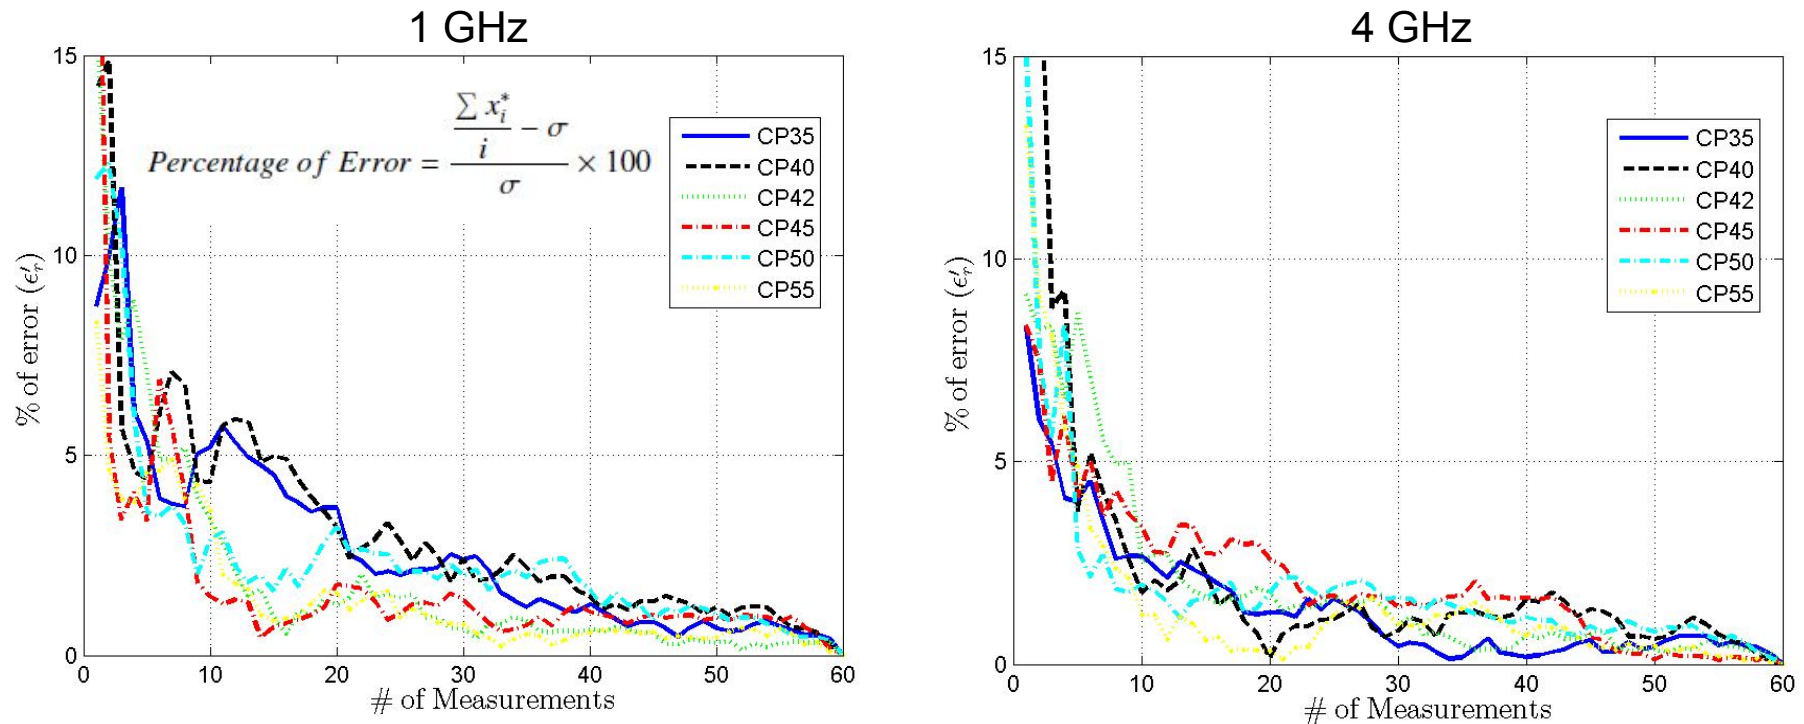 1 GHz
15
10
5
0
0 10 20 30 40 50 60
% of error (ϵ′r)
# of Measurements
Percentage of Error = (∑ x*i / i − σ) / σ × 100
CP35
CP40
CP42
CP45
CP50
CP55
4 GHz
15
10
5
0
0 10 20 30 40 50 60
% of error (ϵ′r)
# of Measurements
CP35
CP40
CP42
CP45
CP50
CP55